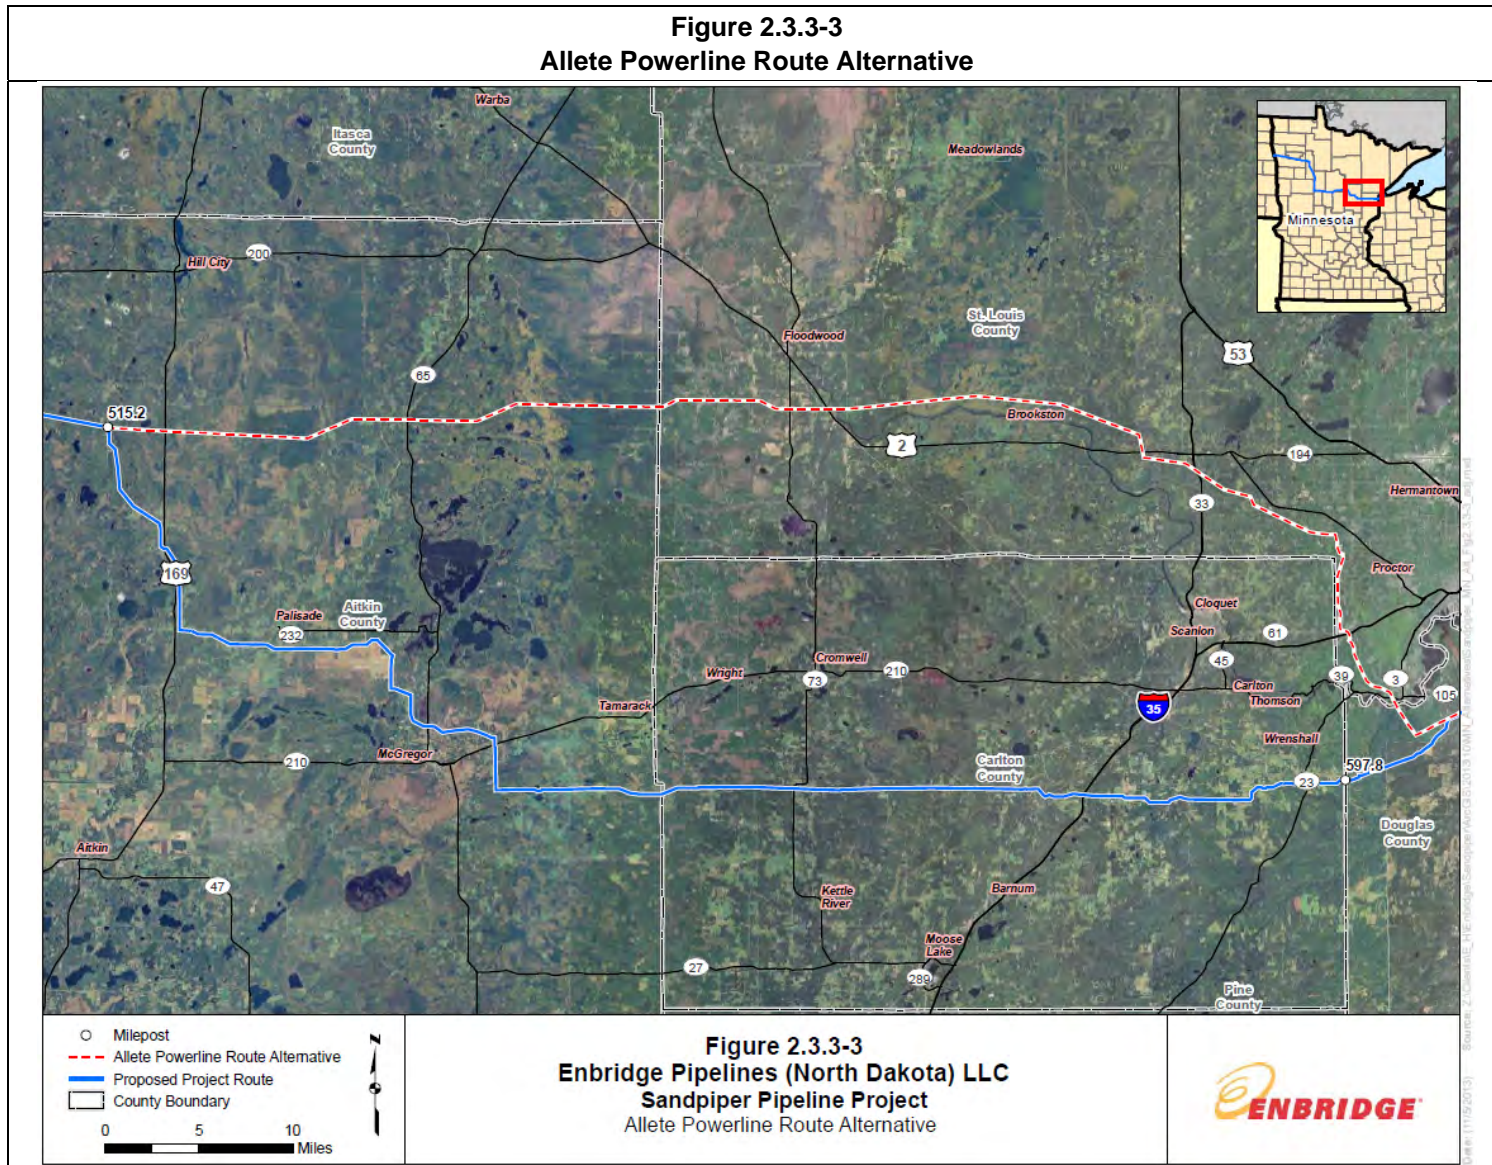 Figure 2.3.3-3
Allete Powerline Route Alternative
Warba
Itasca
County
Meadowlands
Minnesota
Hill City
200
Floodwood
St. Louis
County
53
65
515.2
Brookston
2
194
Hermantown
33
169
Proctor
Palisade
Aitkin
County
232
Cloquet
Scanlon
61
Cromwell
Wright
210
73
45
Carlton
39
3
105
Thomson
Tamarack
35
Wrenshall
McGregor
210
Carlton
County
597.8
23
Douglas
County
Aitkin
47
Kettle
River
Barnum
Moose
Lake
27
289
Pine
County
Milepost
Allete Powerline Route Alternative
Proposed Project Route
County Boundary
0 5 10
Miles
N
Figure 2.3.3-3
Enbridge Pipelines (North Dakota) LLC
Sandpiper Pipeline Project
Allete Powerline Route Alternative
ENBRIDGE
Date: (11/5/2013)